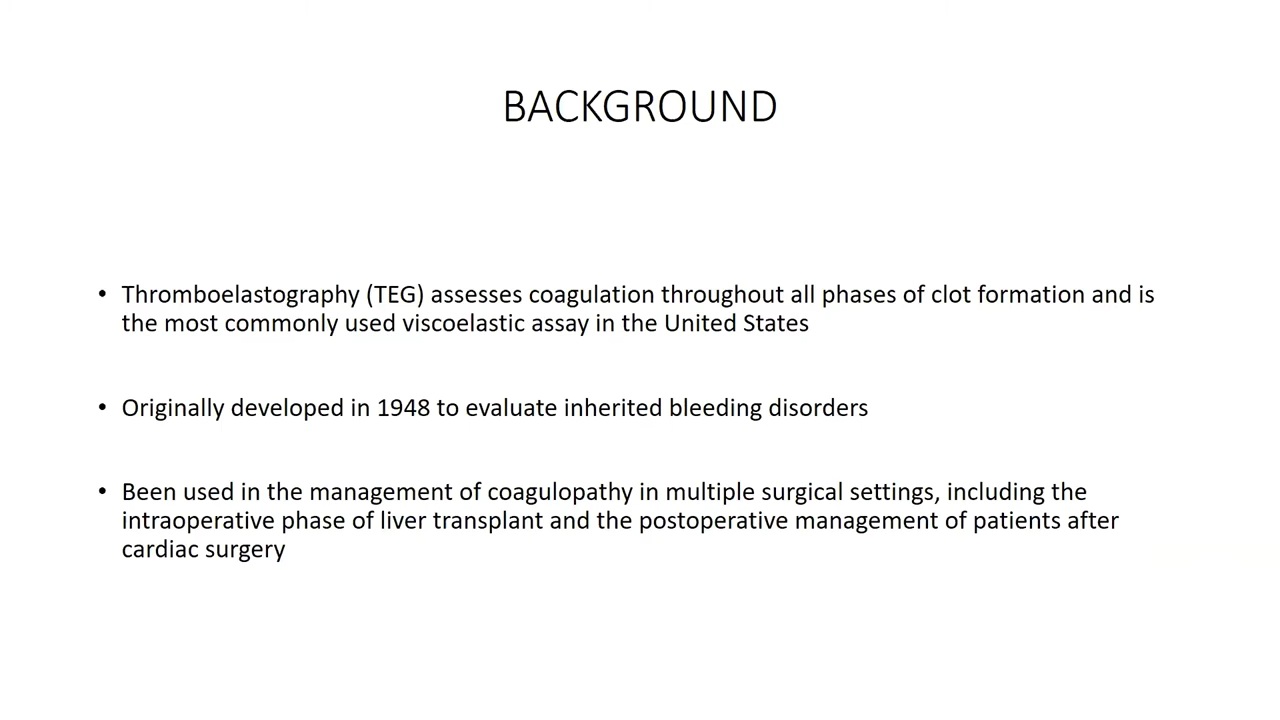 BACKGROUND
• Thromboelastography (TEG) assesses coagulation throughout all phases of clot formation and is
the most commonly used viscoelastic assay in the United States
• Originally developed in 1948 to evaluate inherited bleeding disorders
• Been used in the management of coagulopathy in multiple surgical settings, including the
intraoperative phase of liver transplant and the postoperative management of patients after
cardiac surgery